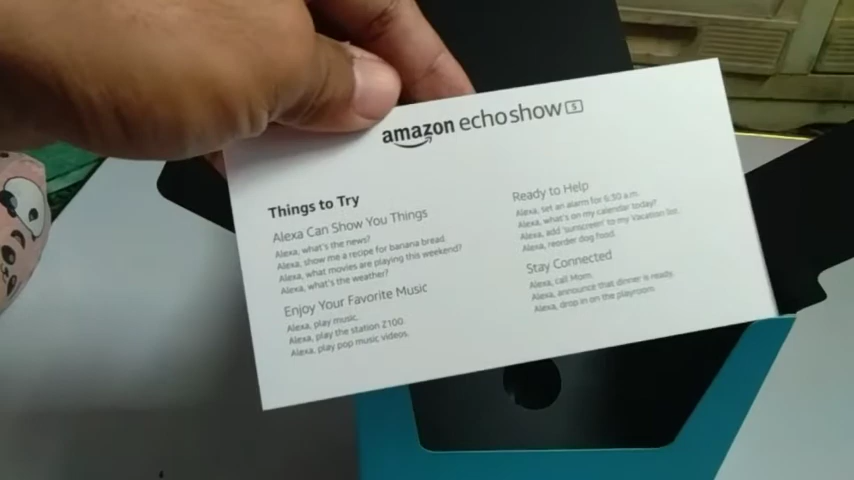 amazon echo show 5
Things to Try
Alexa Can Show You Things
Alexa, what's the news?
Alexa, show me a recipe for banana bread.
Alexa, what movies are playing this weekend?
Alexa, what's the weather?
Enjoy Your Favorite Music
Alexa, play music.
Alexa, play the station Z100.
Alexa, play pop music videos.
Ready to Help
Alexa, set an alarm for 6:30 a.m.
Alexa, what's on my calendar today?
Alexa, add 'sunscreen' to my Vacation list.
Alexa, reorder dog food.
Stay Connected
Alexa, call Mom.
Alexa, announce that dinner is ready.
Alexa, drop in on the playroom.